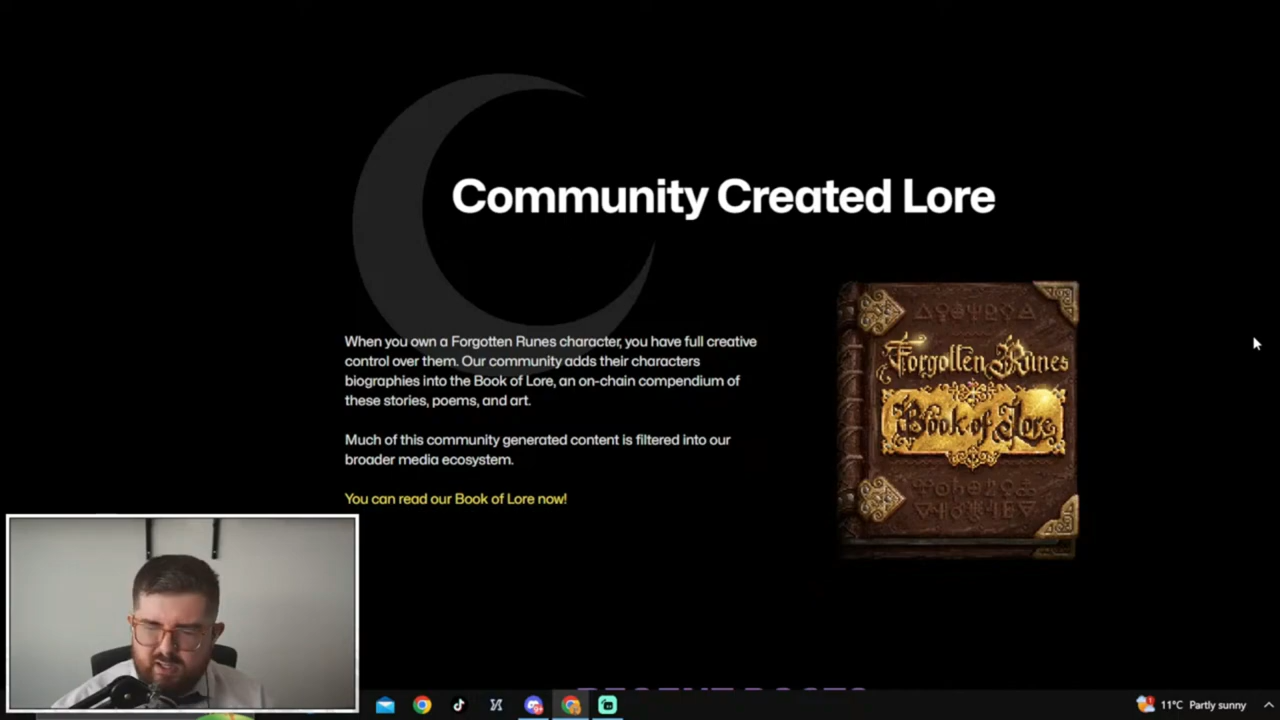 Community Created Lore
When you own a Forgotten Runes character, you have full creative
control over them. Our community adds their characters
biographies into the Book of Lore, an on-chain compendium of
these stories, poems, and art.
Much of this community generated content is filtered into our
broader media ecosystem.
You can read our Book of Lore now!
Forgotten Runes
Book of Lore
RECENT POSTS
11°C Partly sunny